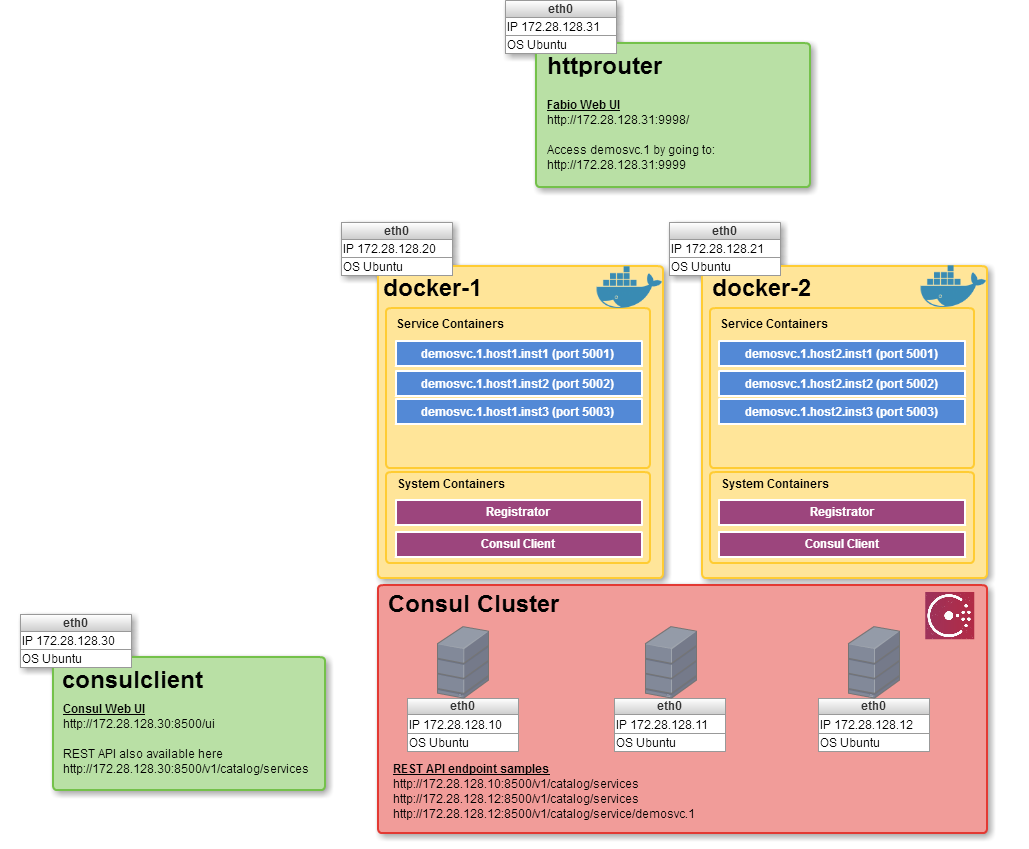 eth0
IP 172.28.128.31
OS Ubuntu
httprouter
Fabio Web UI
http://172.28.128.31:9998/
Access demosvc.1 by going to:
http://172.28.128.31:9999
eth0
IP 172.28.128.20
OS Ubuntu
docker-1
Service Containers
demosvc.1.host1.inst1 (port 5001)
demosvc.1.host1.inst2 (port 5002)
demosvc.1.host1.inst3 (port 5003)
System Containers
Registrator
Consul Client
eth0
IP 172.28.128.21
OS Ubuntu
docker-2
Service Containers
demosvc.1.host2.inst1 (port 5001)
demosvc.1.host2.inst2 (port 5002)
demosvc.1.host2.inst3 (port 5003)
System Containers
Registrator
Consul Client
eth0
IP 172.28.128.30
OS Ubuntu
consulclient
Consul Web UI
http://172.28.128.30:8500/ui
REST API also available here
http://172.28.128.30:8500/v1/catalog/services
Consul Cluster
eth0
IP 172.28.128.10
OS Ubuntu
eth0
IP 172.28.128.11
OS Ubuntu
eth0
IP 172.28.128.12
OS Ubuntu
REST API endpoint samples
http://172.28.128.10:8500/v1/catalog/services
http://172.28.128.12:8500/v1/catalog/services
http://172.28.128.12:8500/v1/catalog/service/demosvc.1